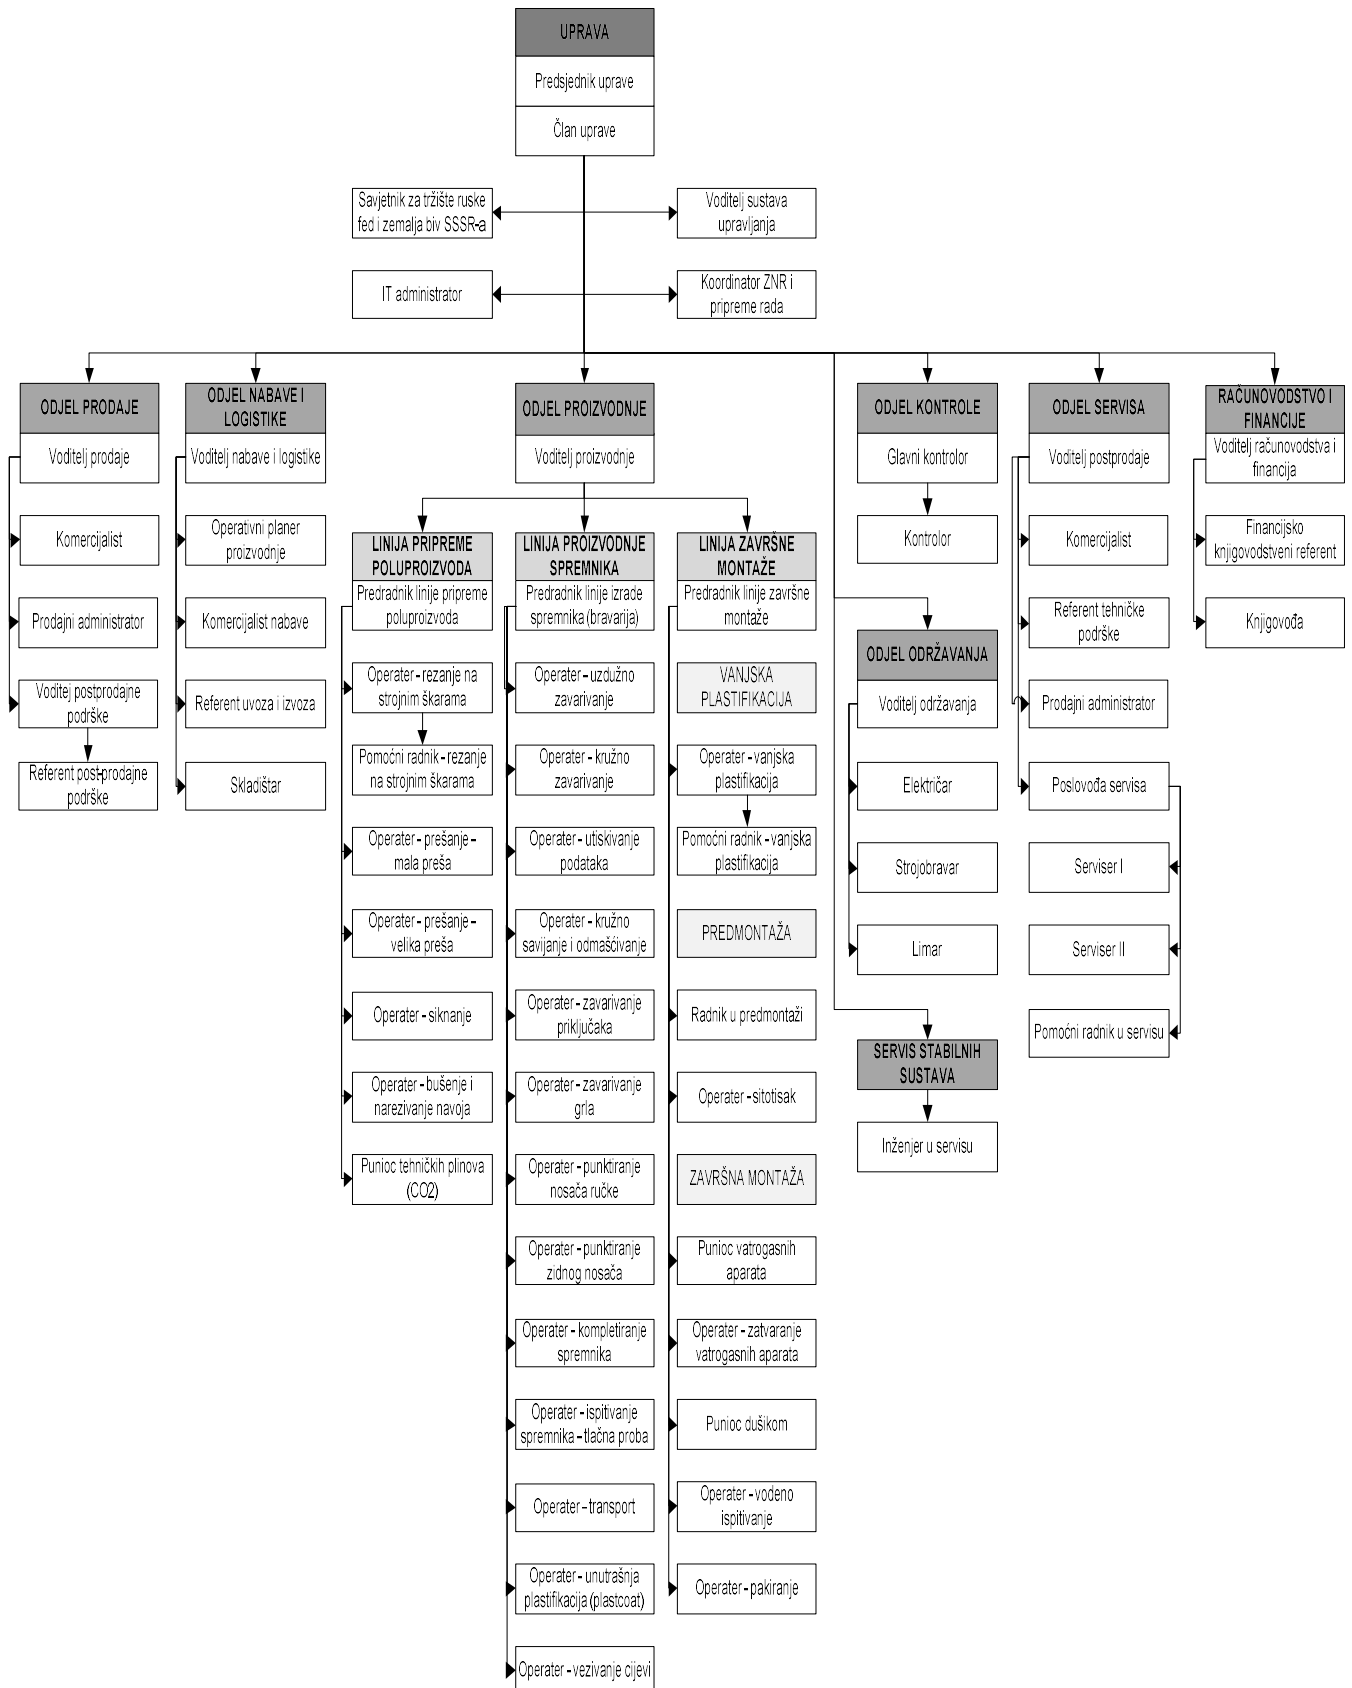 UPRAVA
Predsjednik uprave
Član uprave
Savjetnik za tržište ruske
fed i zemalja biv SSSR-a
Voditelj sustava
upravljanja
IT administrator
Koordinator ZNR i
pripreme rada
ODJEL PRODAJE
Voditelj prodaje
Komercijalist
Prodajni administrator
Voditej postprodajne
podrške
Referent post-prodajne
podrške
ODJEL NABAVE I
LOGISTIKE
Voditelj nabave i logistike
Operativni planer
proizvodnje
Komercijalist nabave
Referent uvoza i izvoza
Skladištar
ODJEL PROIZVODNJE
Voditelj proizvodnje
LINIJA PRIPREME
POLUPROIZVODA
Predradnik linije pripreme
poluproizvoda
Operater - rezanje na
strojnim škarama
Pomoćni radnik - rezanje
na strojnim škarama
Operater - prešanje –
mala preša
Operater - prešanje –
velika preša
Operater - siknanje
Operater - bušenje i
narezivanje navoja
Punioc tehničkih plinova
(CO2)
LINIJA PROIZVODNJE
SPREMNIKA
Predradnik linije izrade
spremnika (bravarija)
Operater - uzdužno
zavarivanje
Operater - kružno
zavarivanje
Operater - utiskivanje
podataka
Operater - kružno
savijanje i odmašćivanje
Operater - zavarivanje
priključaka
Operater - zavarivanje
grla
Operater - punktiranje
nosača ručke
Operater - punktiranje
zidnog nosača
Operater - kompletiranje
spremnika
Operater - ispitivanje
spremnika – tlačna proba
Operater - transport
Operater - unutrašnja
plastifikacija (plastcoat)
Operater - vezivanje cijevi
LINIJA ZAVRŠNE
MONTAŽE
Predradnik linije završne
montaže
VANJSKA
PLASTIFIKACIJA
Operater - vanjska
plastifikacija
Pomoćni radnik - vanjska
plastifikacija
PREDMONTAŽA
Radnik u predmontaži
Operater - sitotisak
ZAVRŠNA MONTAŽA
Punioc vatrogasnih
aparata
Operater - zatvaranje
vatrogasnih aparata
Punioc dušikom
Operater - vodeno
ispitivanje
Operater - pakiranje
ODJEL KONTROLE
Glavni kontrolor
Kontrolor
ODJEL ODRŽAVANJA
Voditelj održavanja
Električar
Strojobravar
Limar
SERVIS STABILNIH
SUSTAVA
Inženjer u servisu
ODJEL SERVISA
Voditelj postprodaje
Komercijalist
Referent tehničke
podrške
Prodajni administrator
Poslovođa servisa
Serviser I
Serviser II
Pomoćni radnik u servisu
RAČUNOVODSTVO I
FINANCIJE
Voditelj računovodstva i
financija
Financijsko
knjigovodstveni referent
Knjigovođa